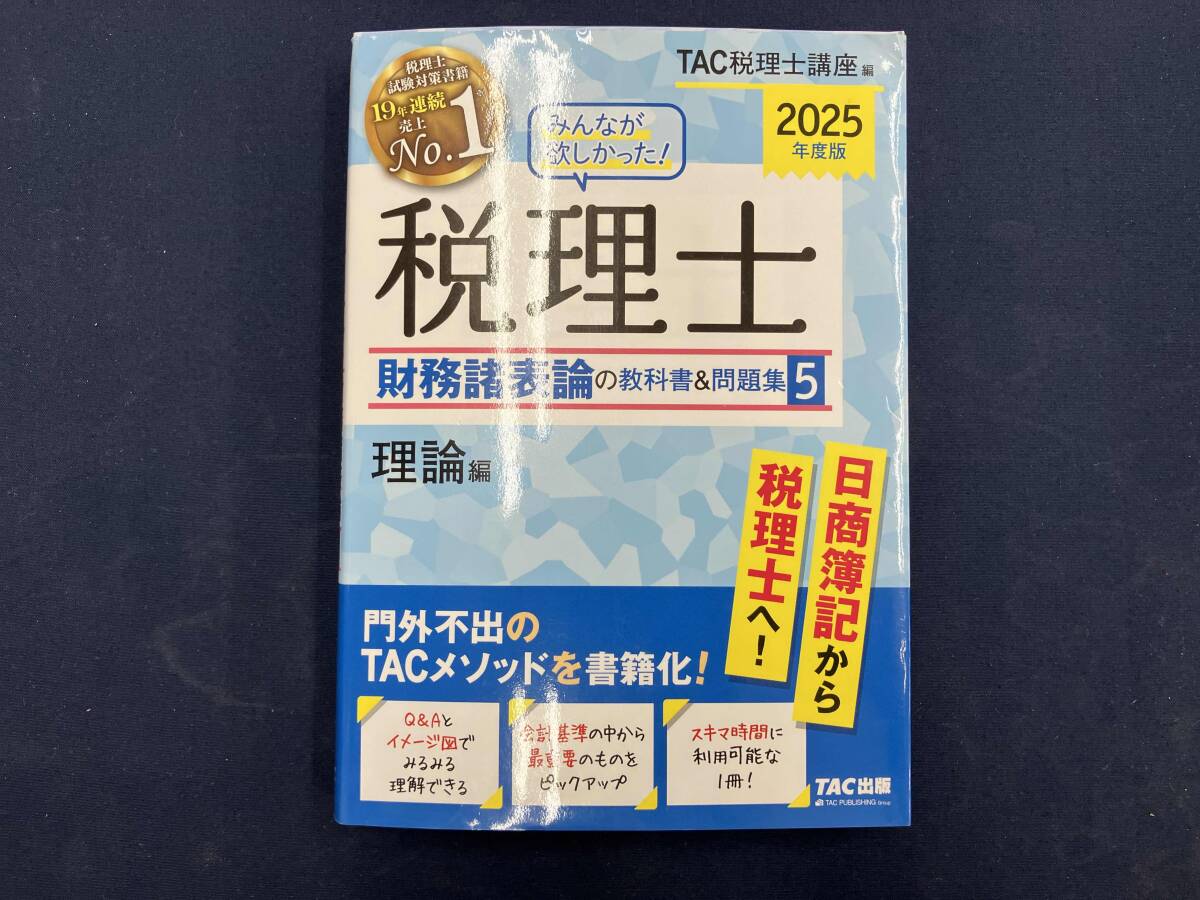 税理士
試験対策書籍
19年連続
売上
No.1
※
TAC税理士講座 編
2025
年度版
みんなが
欲しかった!
税理士
財務諸表論の教科書&問題集5
理論編
日商簿記から
税理士へ!
門外不出の
TACメソッドを書籍化!
Q&Aと
イメージ図で
みるみる
理解できる
会計基準の中から
最重要のものを
ピックアップ
スキマ時間に
利用可能な
1冊!
TAC出版
TAC PUBLISHING Group